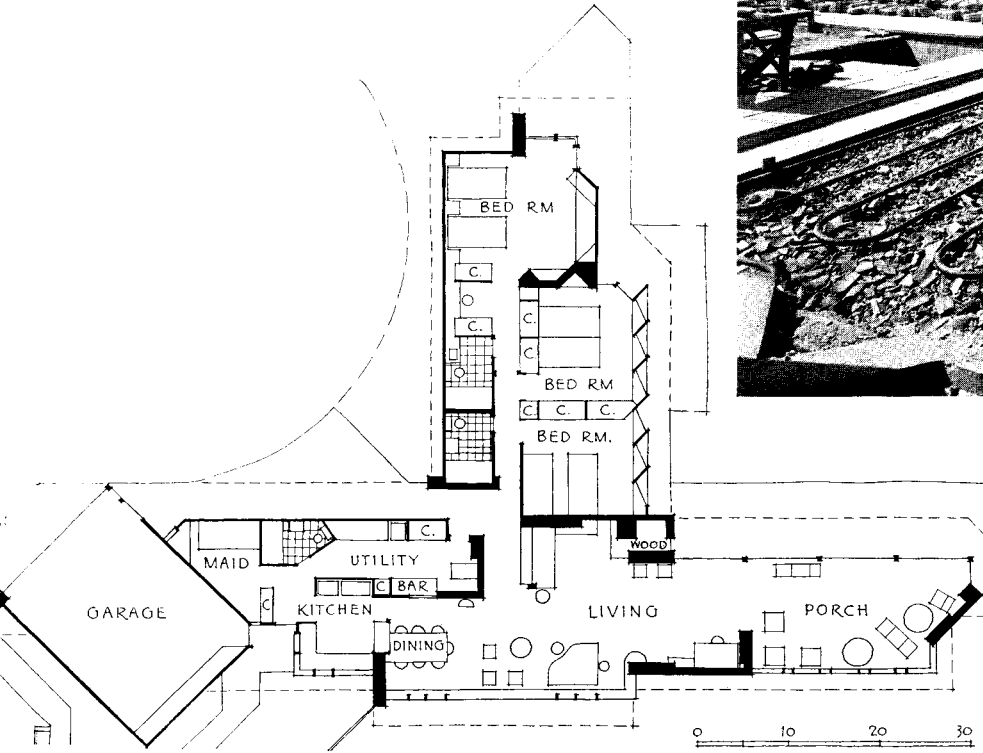 BED RM
C.
C.
C.
C
BED RM
C. C. C.
BED RM.
C.
WOOD
MAID
UTILITY
C BAR
C
KITCHEN
GARAGE
LIVING
PORCH
DINING
0 10 20 30